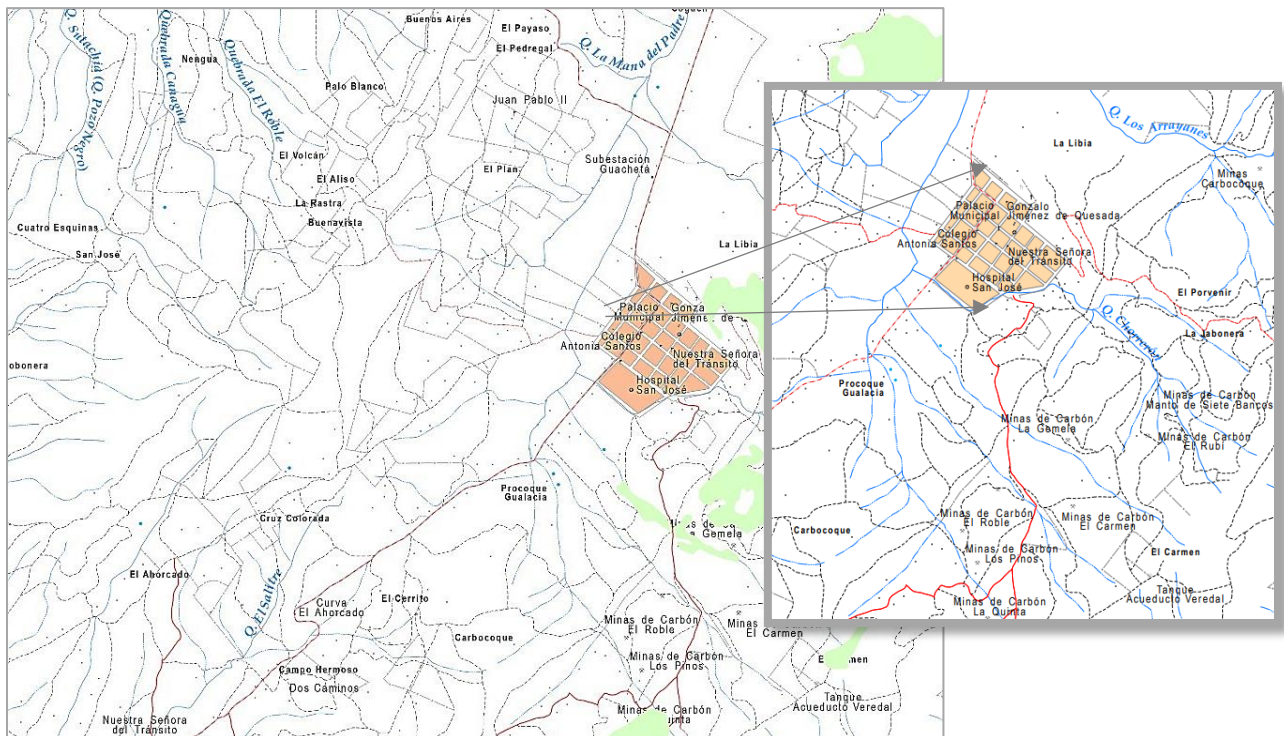 Buenos Aires
El Payaso
El Pedregal
Q. La Mana del Padre
Q. Sutachia (Q. Pozo Negro)
Quebrada Canagua
Quebrada El Roble
Nengua
Palo Blanco
Juan Pablo II
El Volcán
El Aliso
La Rastra
Buenavista
El Plan
Subestación
Guachetá
Cuatro Esquinas
San José
La Libia
Palacio
Municipal
Gonza
Jiménez de
Colegio
Antonia Santos
Nuestra Señora
del Tránsito
Hospital
San José
obonera
Procoque
Gualacia
Cruz Colorada
El Ahorcado
Q. El Salitre
Curva
El Ahorcado
El Cerrito
Carbocoque
Campo Hermoso
Dos Caminos
Nuestra Señora
del Tránsito
Gemela
Minas de Carbón
El Roble
Minas de Carbón
El Carmen
Minas de Carbón
Los Pinos
Tanque
Acueducto Veredal
Q. Los Arrayanes
La Libia
Minas
Carbocoque
Palacio
Municipal
Gonzalo
Jiménez de Quesada
Colegio
Antonia Santos
Nuestra Señora
del Tránsito
Hospital
San José
El Porvenir
La Jabonera
Procoque
Gualacia
Minas de Carbón
La Gemela
Minas de Carbón
Manto de Siete Bancos
Minas de Carbón
El Rubí
Minas de Carbón
El Roble
Minas de Carbón
El Carmen
Carbocoque
Minas de Carbón
Los Pinos
El Carmen
Tanque
Acueducto Veredal
Minas de Carbón
La Quinta